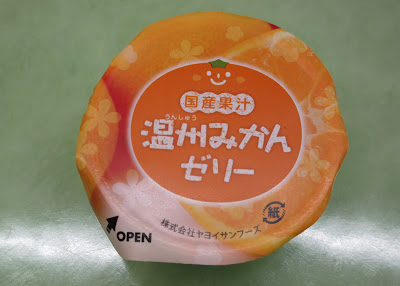 国産果汁
うんしゅう
温州みかん
ゼリー
紙
OPEN
株式会社ヤヨイサンフーズ